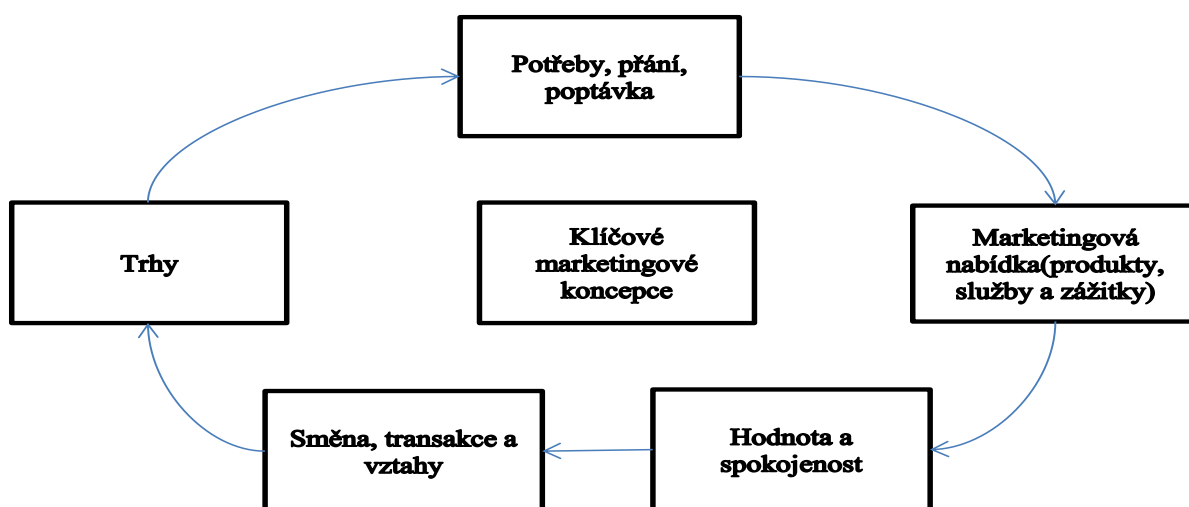 Potřeby, přání,
poptávka
Trhy
Klíčové
marketingové
koncepce
Marketingová
nabídka(produkty,
služby a zážitky)
Směna, transakce a
vztahy
Hodnota a
spokojenost